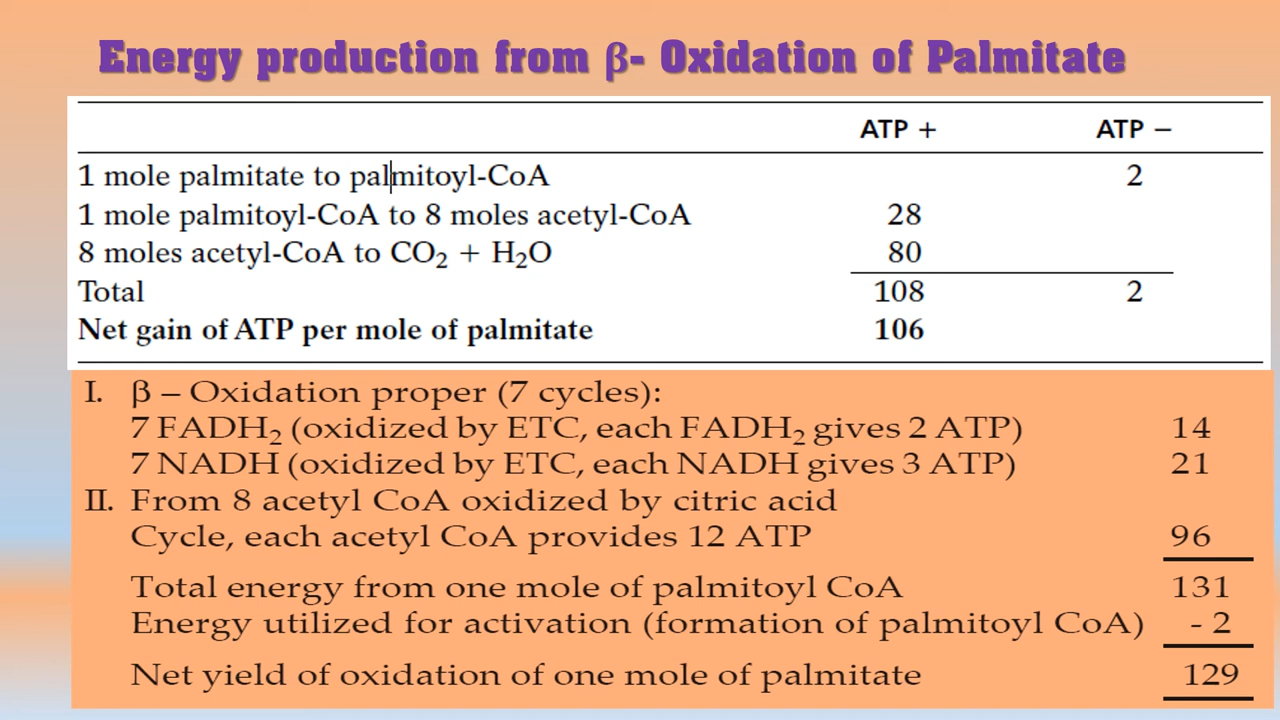 Energy production from β- Oxidation of Palmitate
ATP + ATP −
1 mole palmitate to palmitoyl-CoA 2
1 mole palmitoyl-CoA to 8 moles acetyl-CoA 28
8 moles acetyl-CoA to CO₂ + H₂O 80
Total 108 2
Net gain of ATP per mole of palmitate 106
I. β – Oxidation proper (7 cycles):
7 FADH₂ (oxidized by ETC, each FADH₂ gives 2 ATP) 14
7 NADH (oxidized by ETC, each NADH gives 3 ATP) 21
II. From 8 acetyl CoA oxidized by citric acid
Cycle, each acetyl CoA provides 12 ATP 96
Total energy from one mole of palmitoyl CoA 131
Energy utilized for activation (formation of palmitoyl CoA) - 2
Net yield of oxidation of one mole of palmitate 129